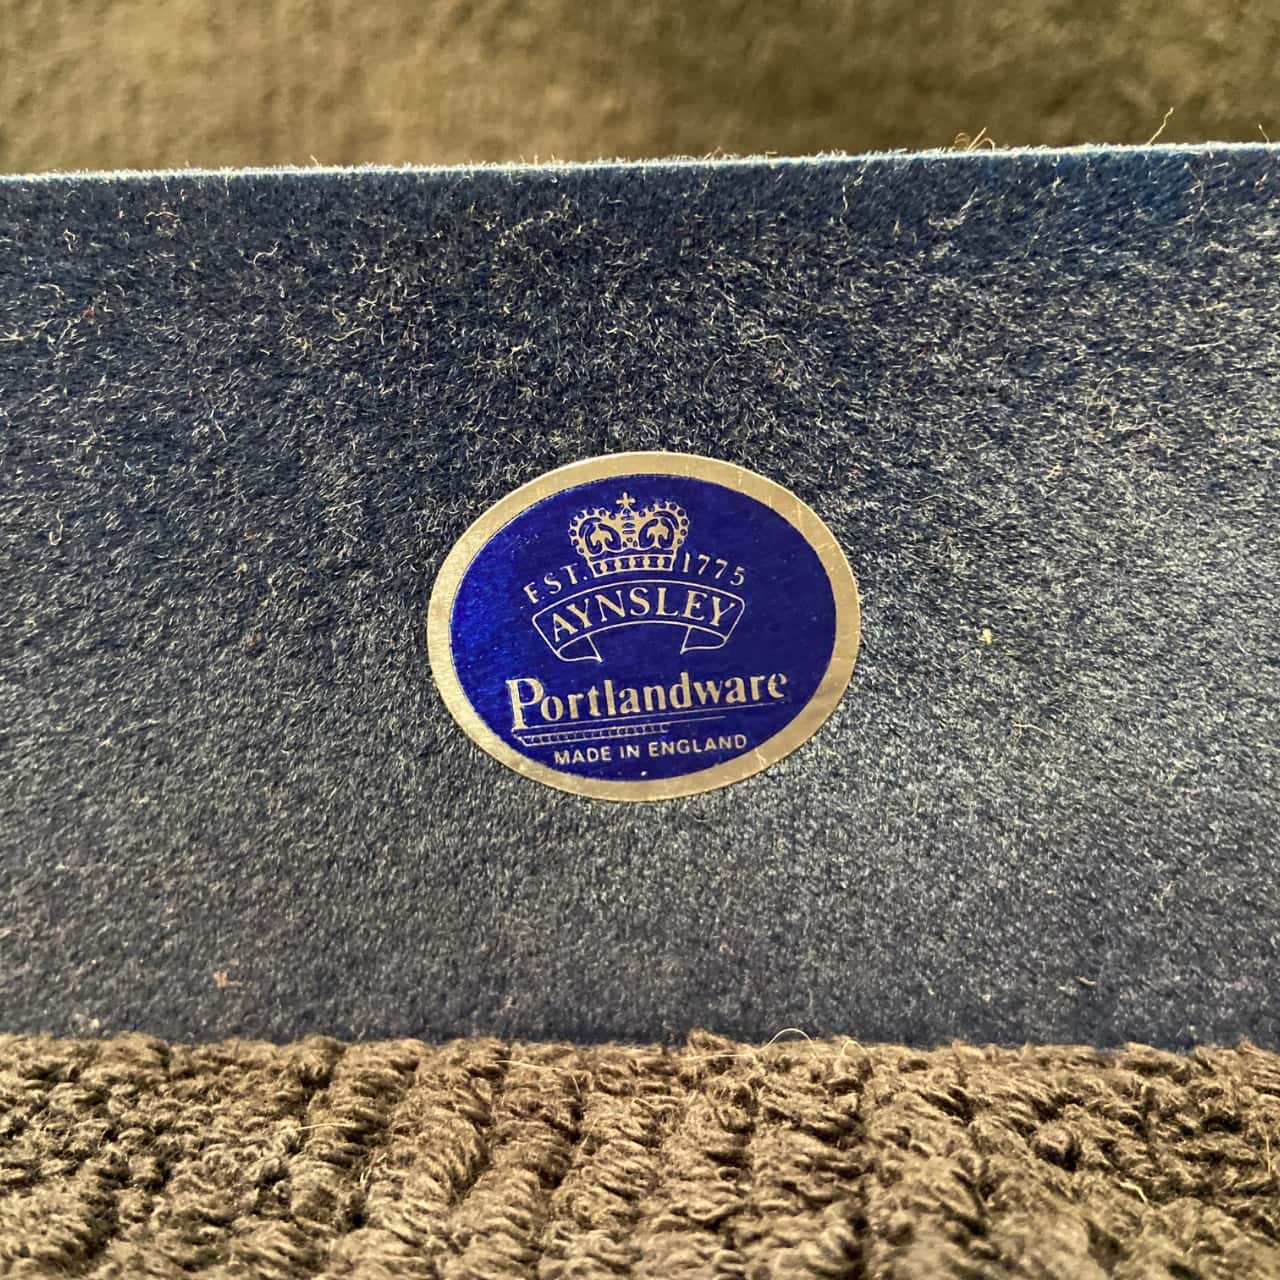 EST. 1775
AYNSLEY
Portlandware
MADE IN ENGLAND